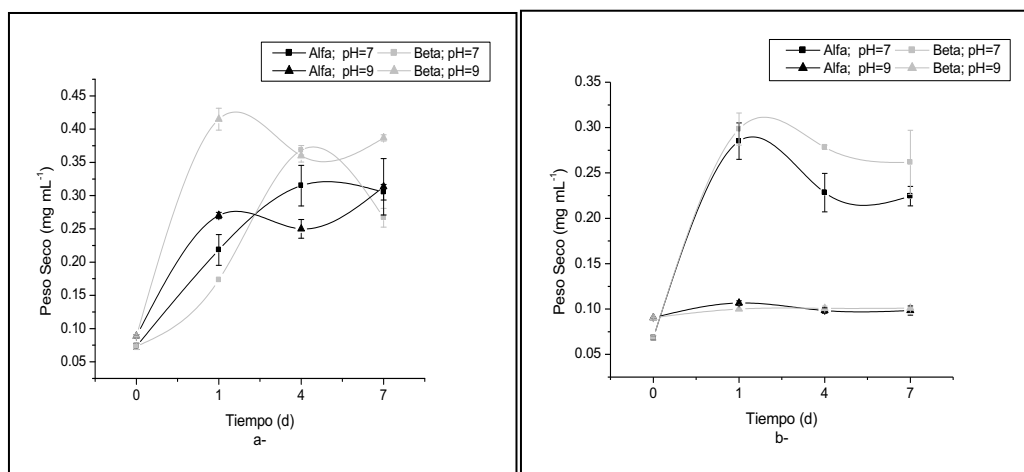 Alfa; pH=7 Beta; pH=7
Alfa; pH=9 Beta; pH=9
0.45
0.40
0.35
0.30
0.25
0.20
0.15
0.10
0.05
Peso Seco (mg mL⁻¹)
0 1 4 7
Tiempo (d)
a-
Alfa; pH=7 Beta; pH=7
Alfa; pH=9 Beta; pH=9
0.35
0.30
0.25
0.20
0.15
0.10
0.05
Peso Seco (mg mL⁻¹)
0 1 4 7
Tiempo (d)
b-